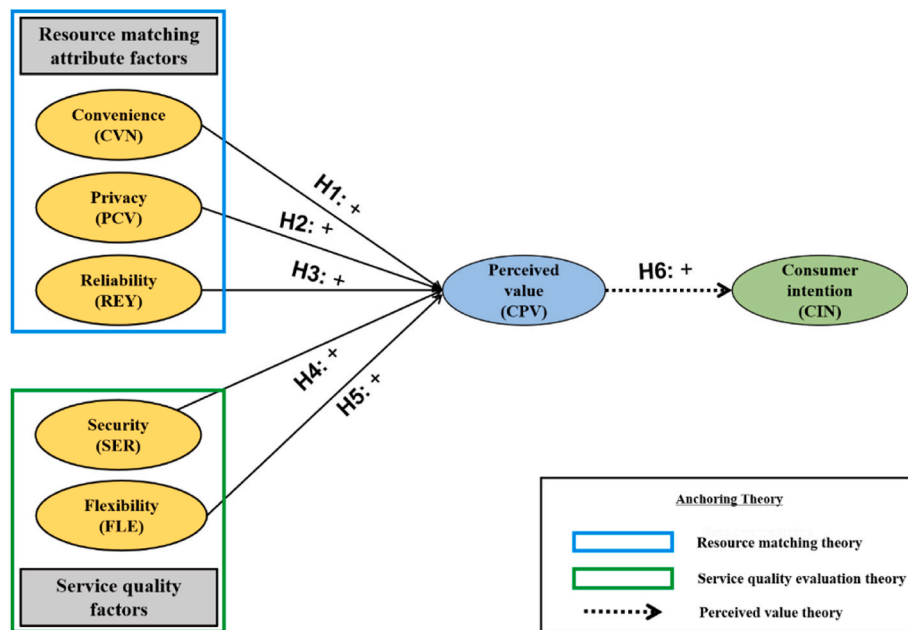 Resource matching
attribute factors
Convenience
(CVN)
Privacy
(PCV)
Reliability
(REY)
H1: +
H2: +
H3: +
H4: +
H5: +
Perceived
value
(CPV)
H6: +
Consumer
intention
(CIN)
Security
(SER)
Flexibility
(FLE)
Service quality
factors
Anchoring Theory
Resource matching theory
Service quality evaluation theory
Perceived value theory